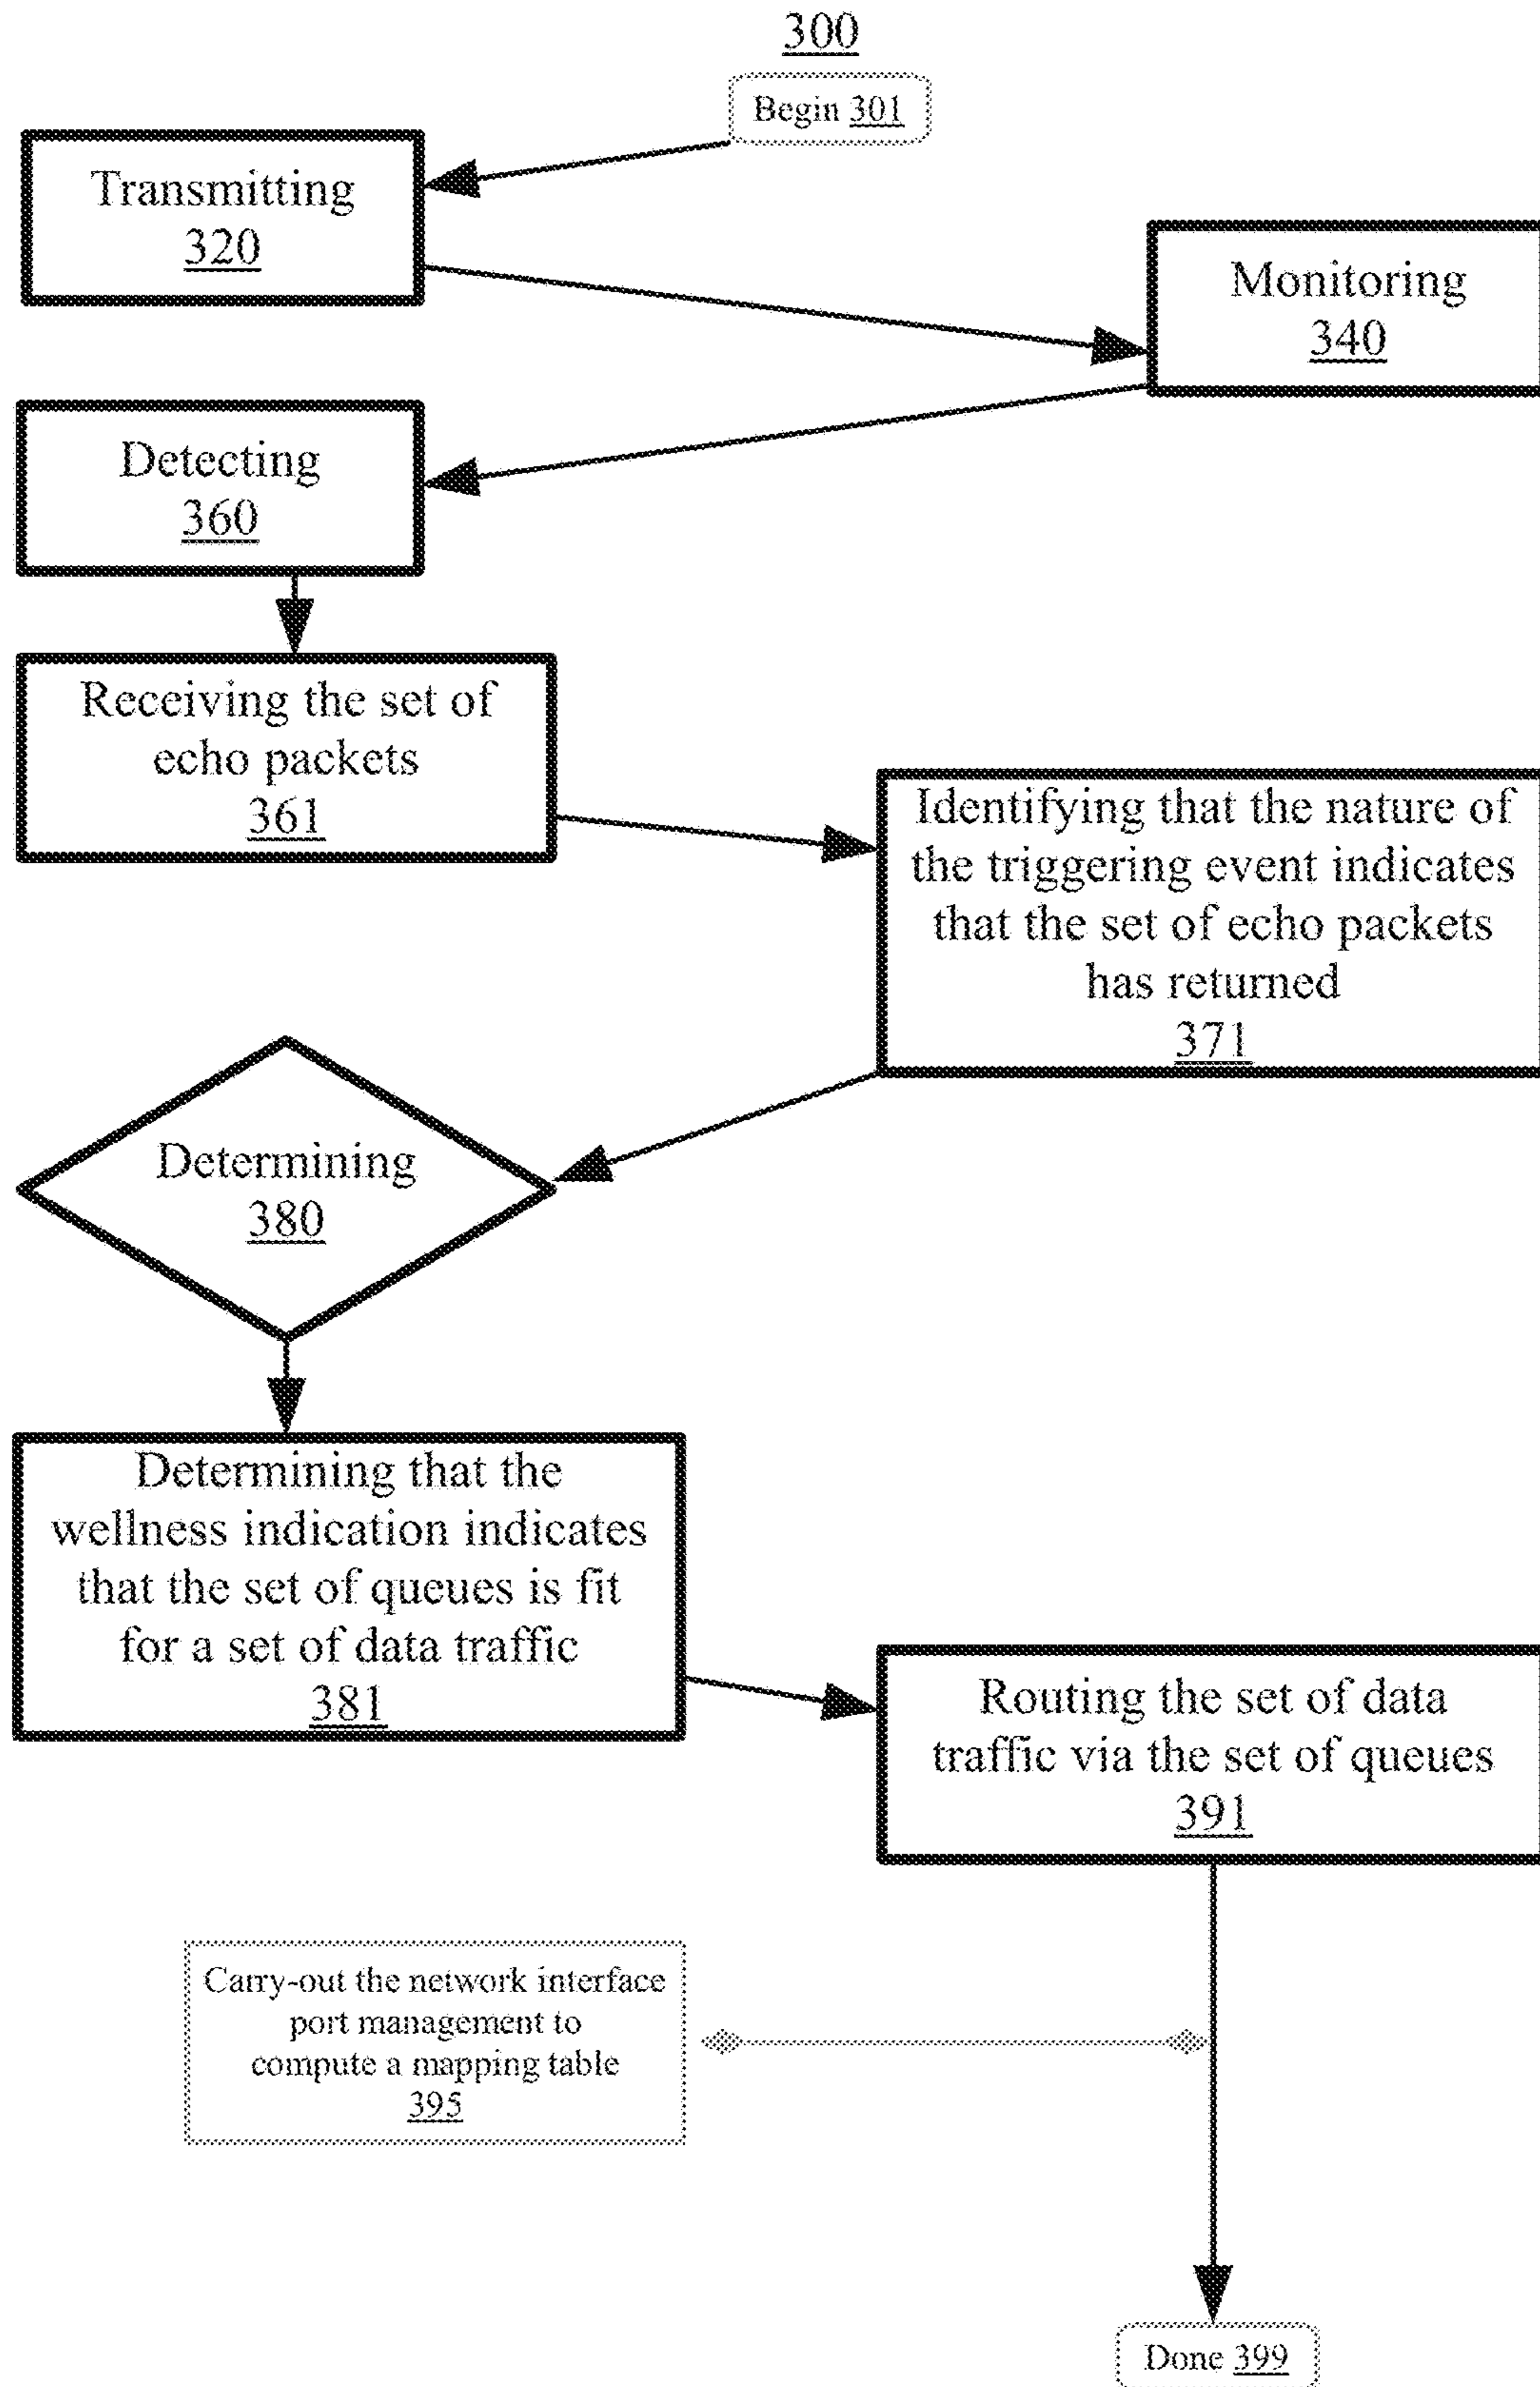 300
Begin 301
Transmitting
320
Monitoring
340
Detecting
360
Receiving the set of
echo packets
361
Identifying that the nature of
the triggering event indicates
that the set of echo packets
has returned
371
Determining
380
Determining that the
wellness indication indicates
that the set of queues is fit
for a set of data traffic
381
Routing the set of data
traffic via the set of queues
391
Carry-out the network interface
port management to
compute a mapping table
395
Done 399